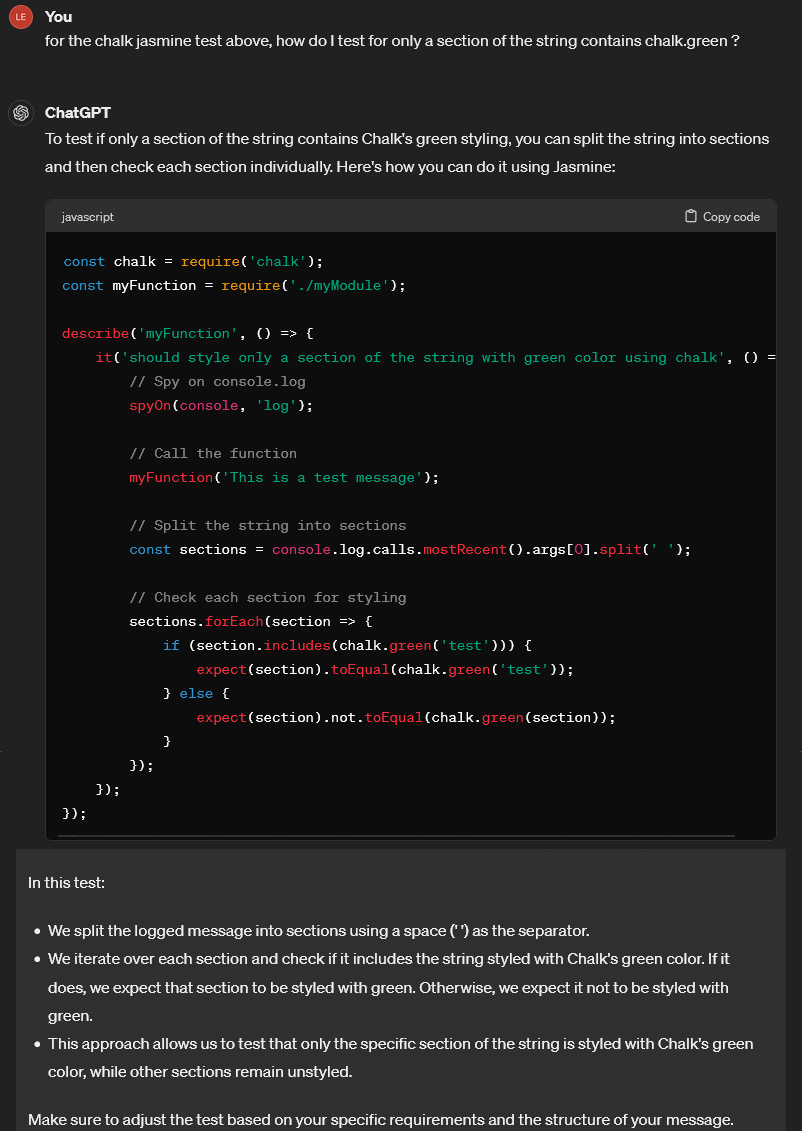 LE
You
for the chalk jasmine test above, how do I test for only a section of the string contains chalk.green ?
ChatGPT
To test if only a section of the string contains Chalk's green styling, you can split the string into sections
and then check each section individually. Here's how you can do it using Jasmine:
javascript Copy code
const chalk = require('chalk');
const myFunction = require('./myModule');
describe('myFunction', () => {
    it('should style only a section of the string with green color using chalk', () =
        // Spy on console.log
        spyOn(console, 'log');
        // Call the function
        myFunction('This is a test message');
        // Split the string into sections
        const sections = console.log.calls.mostRecent().args[0].split(' ');
        // Check each section for styling
        sections.forEach(section => {
            if (section.includes(chalk.green('test'))) {
                expect(section).toEqual(chalk.green('test'));
            } else {
                expect(section).not.toEqual(chalk.green(section));
            }
        });
    });
});
In this test:
• We split the logged message into sections using a space (' ') as the separator.
• We iterate over each section and check if it includes the string styled with Chalk's green color. If it
does, we expect that section to be styled with green. Otherwise, we expect it not to be styled with
green.
• This approach allows us to test that only the specific section of the string is styled with Chalk's green
color, while other sections remain unstyled.
Make sure to adjust the test based on your specific requirements and the structure of your message.